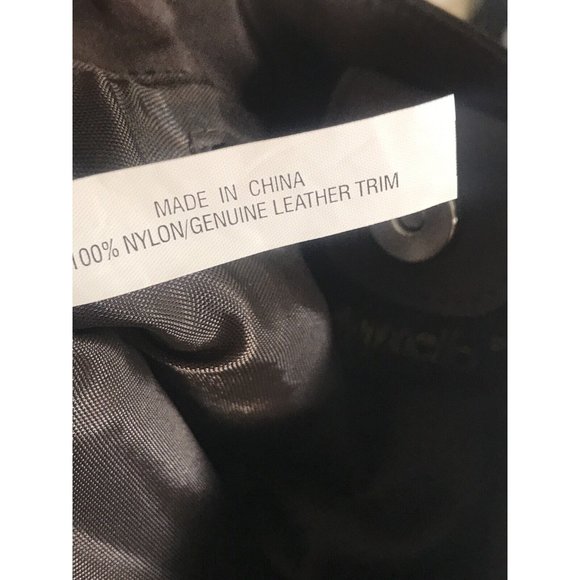 MADE IN CHINA
100% NYLON/GENUINE LEATHER TRIM